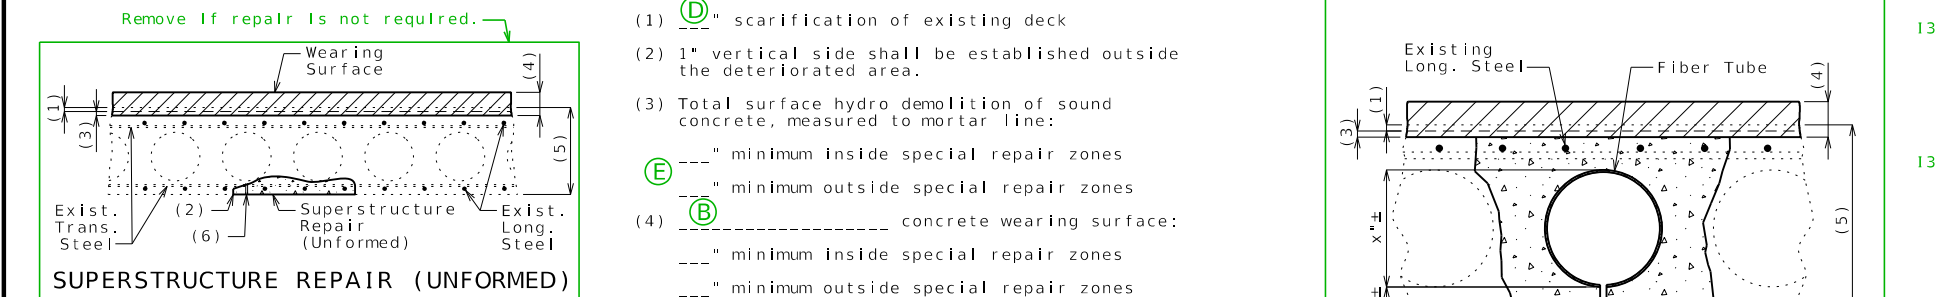 Remove if repair is not required.
Wearing
Surface
(1)
(3)
(4)
(5)
Exist.
Trans.
Steel
(2)
(6)
Superstructure
Repair
(Unformed)
Exist.
Long.
Steel
SUPERSTRUCTURE REPAIR (UNFORMED)
(1) ___" scarification of existing deck
D
(2) 1" vertical side shall be established outside
the deteriorated area.
(3) Total surface hydro demolition of sound
concrete, measured to mortar line:
___" minimum inside special repair zones
E
___" minimum outside special repair zones
B
(4) ___________________ concrete wearing surface:
___" minimum inside special repair zones
___" minimum outside special repair zones
Existing
Long. Steel
Fiber Tube
(1)
(3)
(4)
(5)
x"±
±
13
13